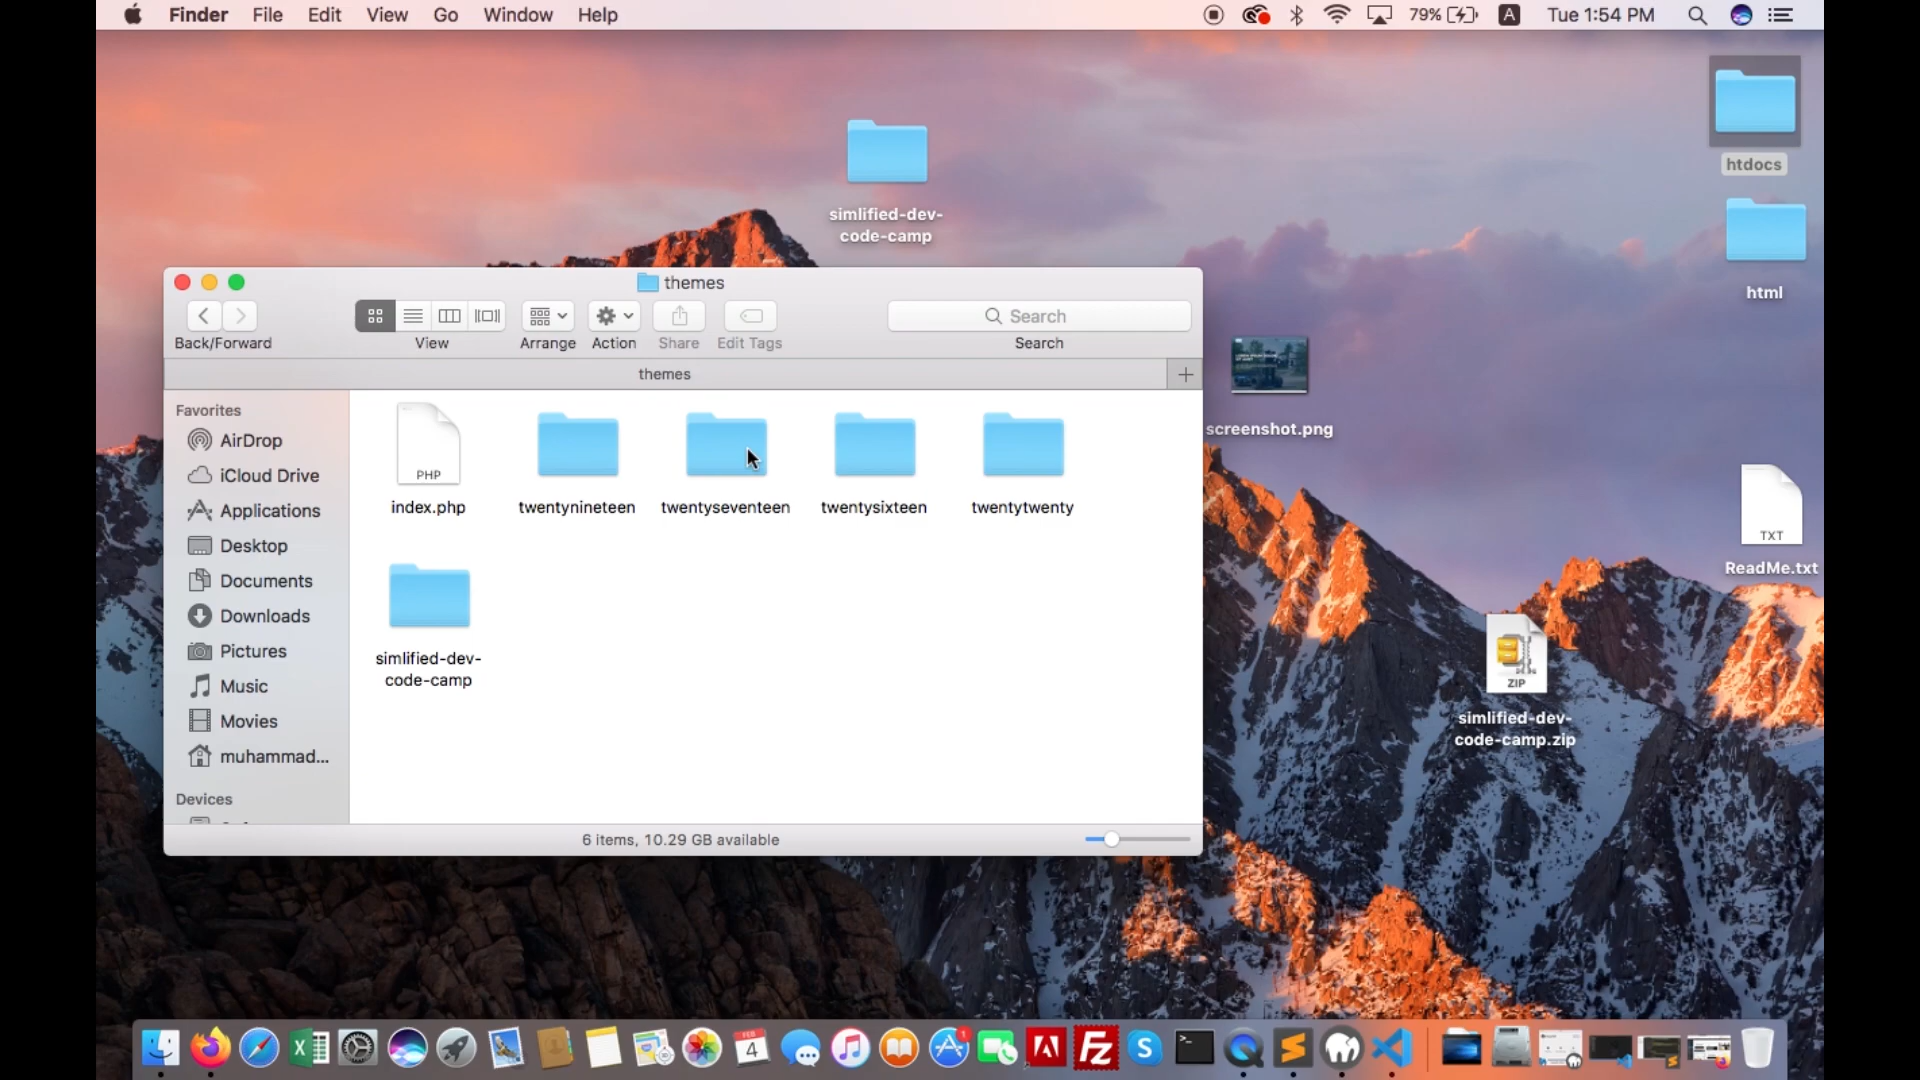 Finder File Edit View Go Window Help
79% A Tue 1:54 PM
htdocs
simlified-dev-
code-camp
html
themes
Search
Back/Forward View Arrange Action Share Edit Tags Search
themes
screenshot.png
Favorites
AirDrop
iCloud Drive
Applications
Desktop
Documents
Downloads
Pictures
Music
Movies
muhammad...
Devices
PHP
index.php
twentynineteen
twentyseventeen
twentysixteen
twentytwenty
simlified-dev-
code-camp
6 items, 10.29 GB available
TXT
ReadMe.txt
ZIP
simlified-dev-
code-camp.zip
FEB
4
1